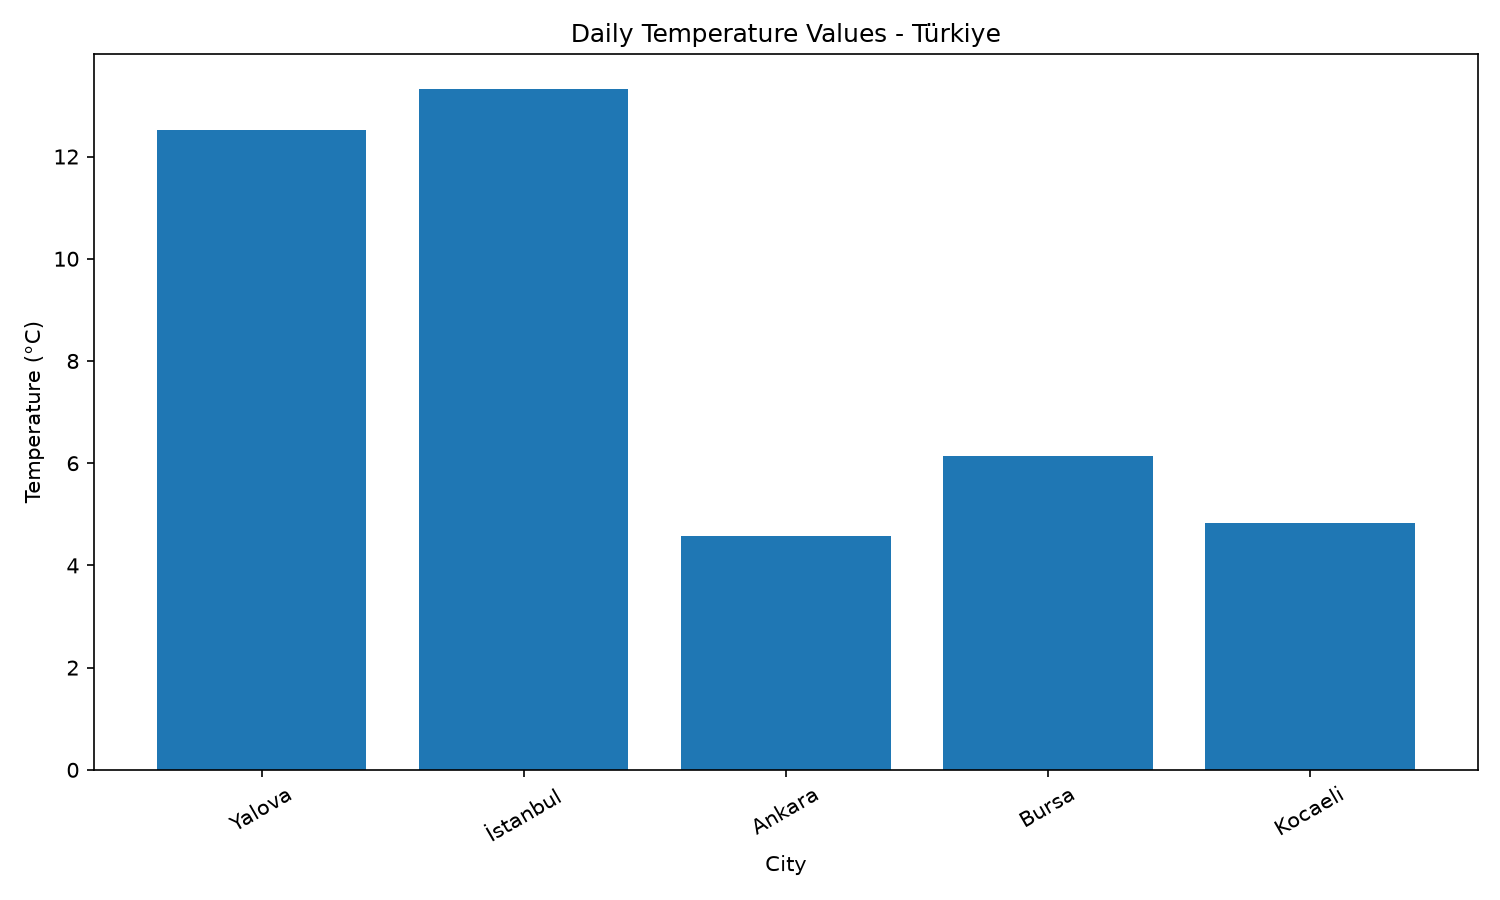 Daily Temperature Values - Türkiye
Temperature (°C)
12
10
8
6
4
2
0
Yalova
İstanbul
Ankara
Bursa
Kocaeli
City